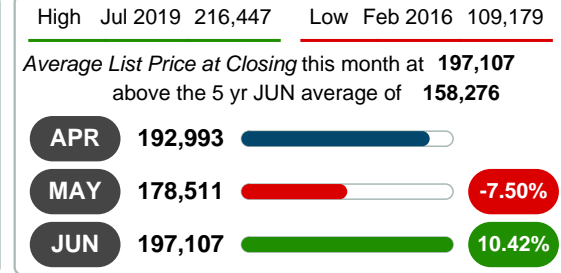 High Jul 2019 216,447 Low Feb 2016 109,179
Average List Price at Closing this month at 197,107
above the 5 yr JUN average of 158,276
APR 192,993
MAY 178,511 -7.50%
JUN 197,107 10.42%